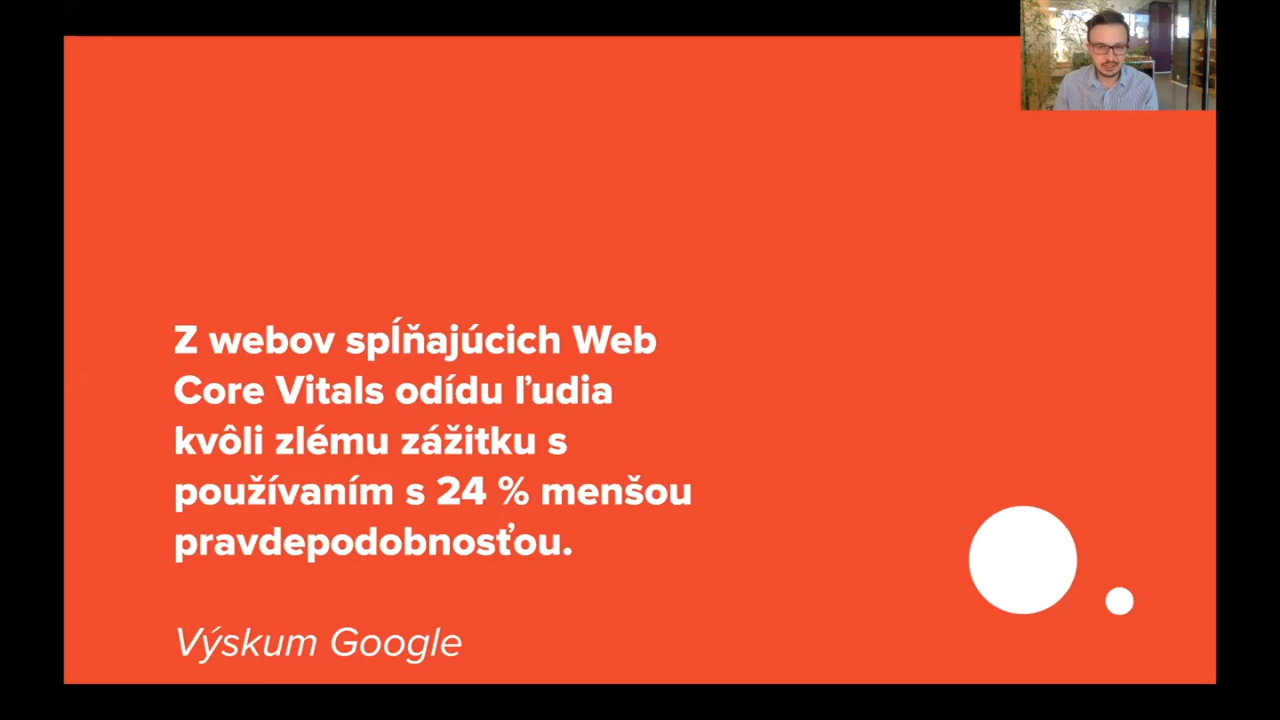 Z webov spĺňajúcich Web
Core Vitals odídu ľudia
kvôli zlému zážitku s
používaním s 24 % menšou
pravdepodobnosťou.
Výskum Google